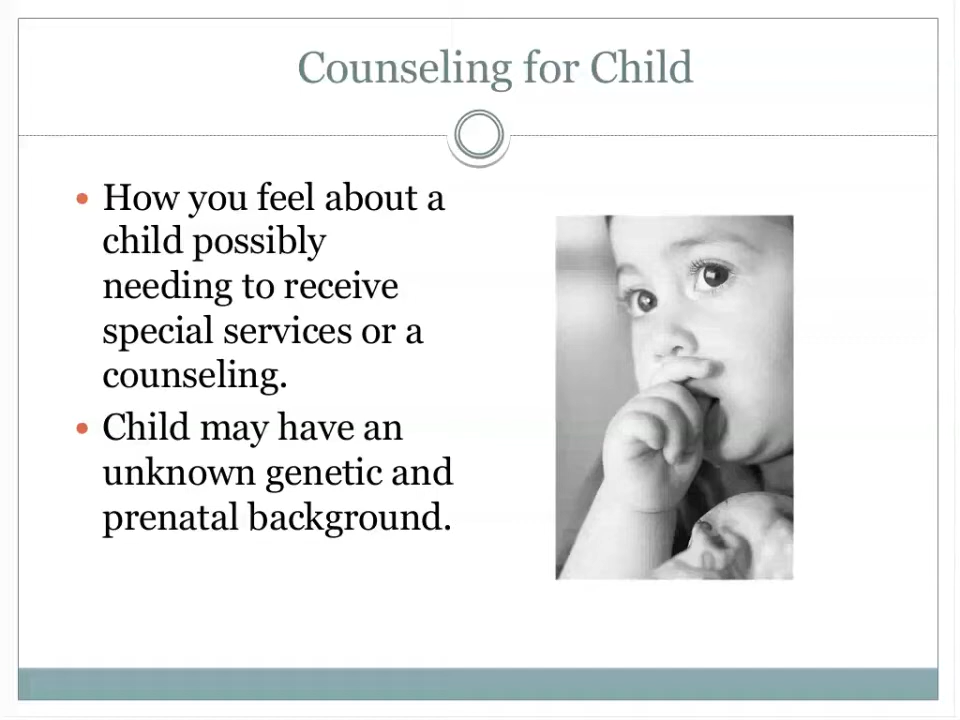 Counseling for Child
• How you feel about a
child possibly
needing to receive
special services or a
counseling.
• Child may have an
unknown genetic and
prenatal background.